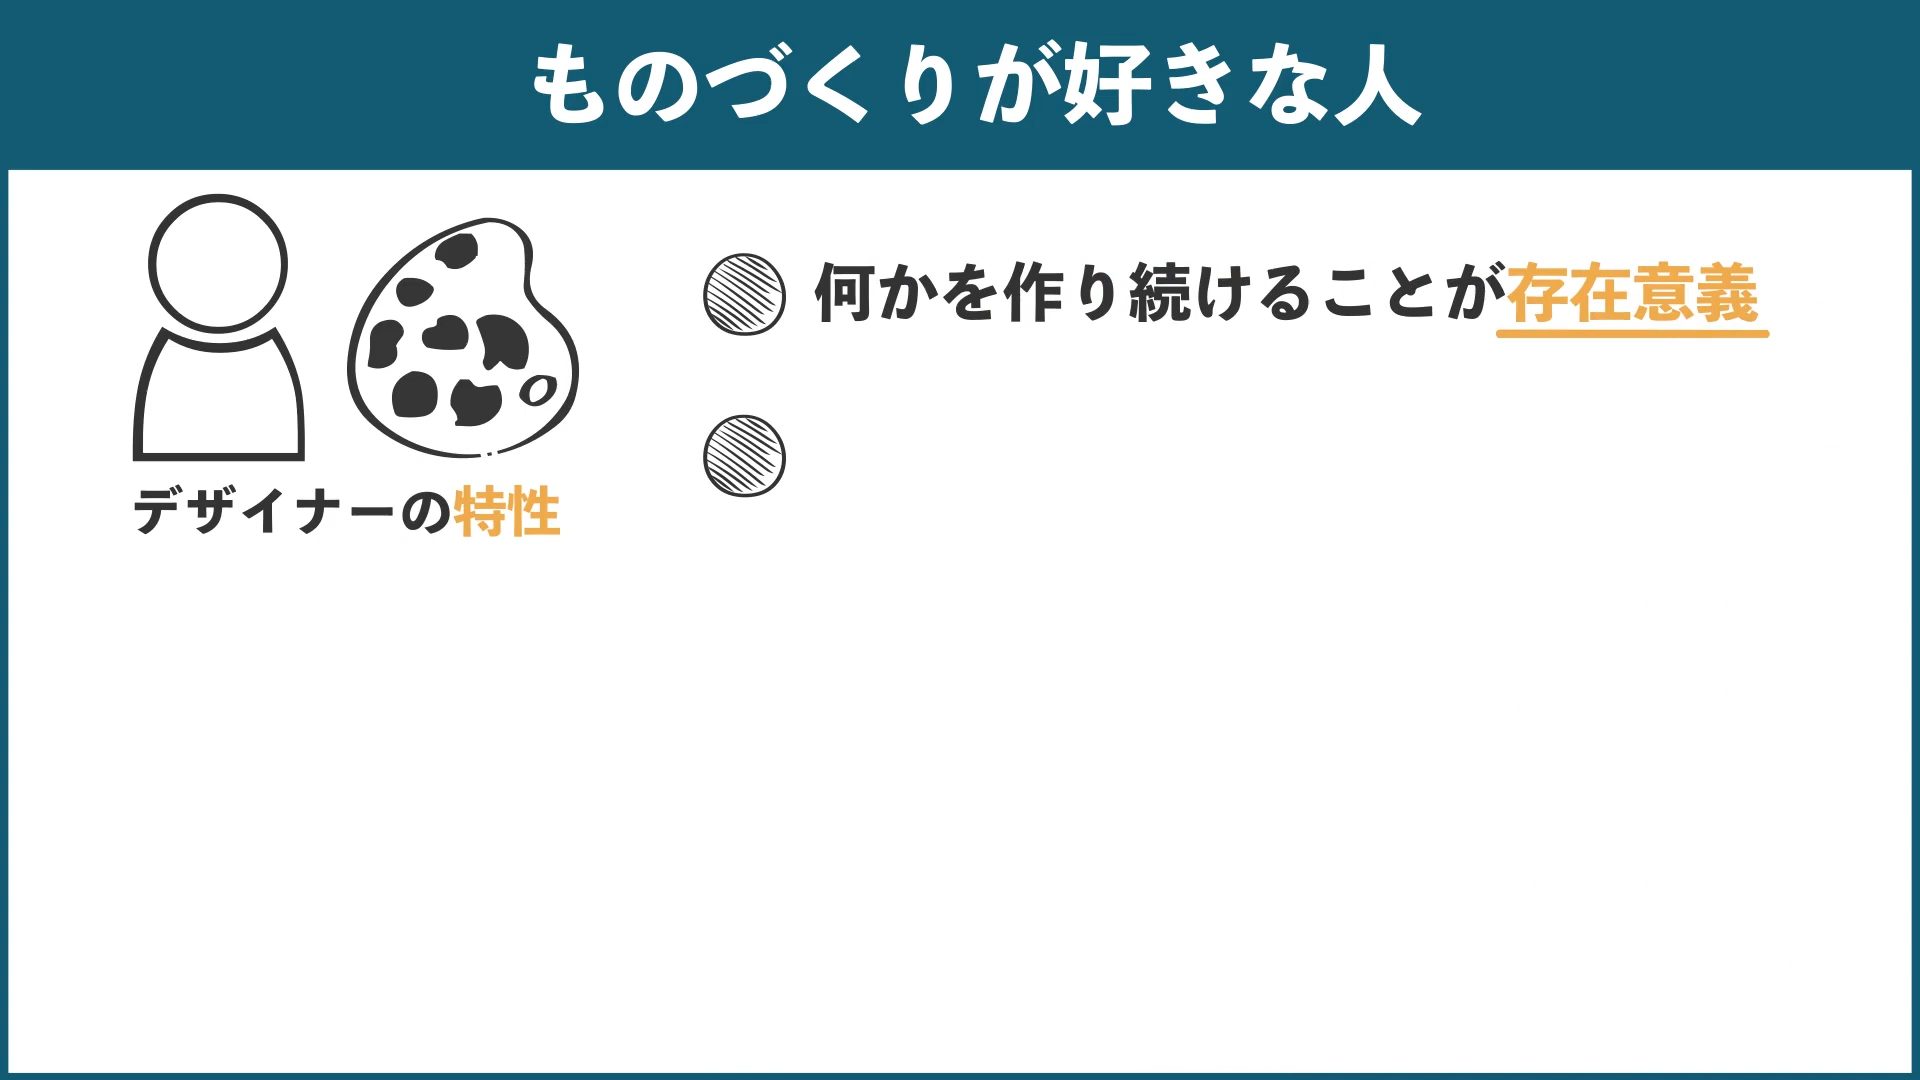 ものづくりが好きな人
何かを作り続けることが存在意義
デザイナーの特性